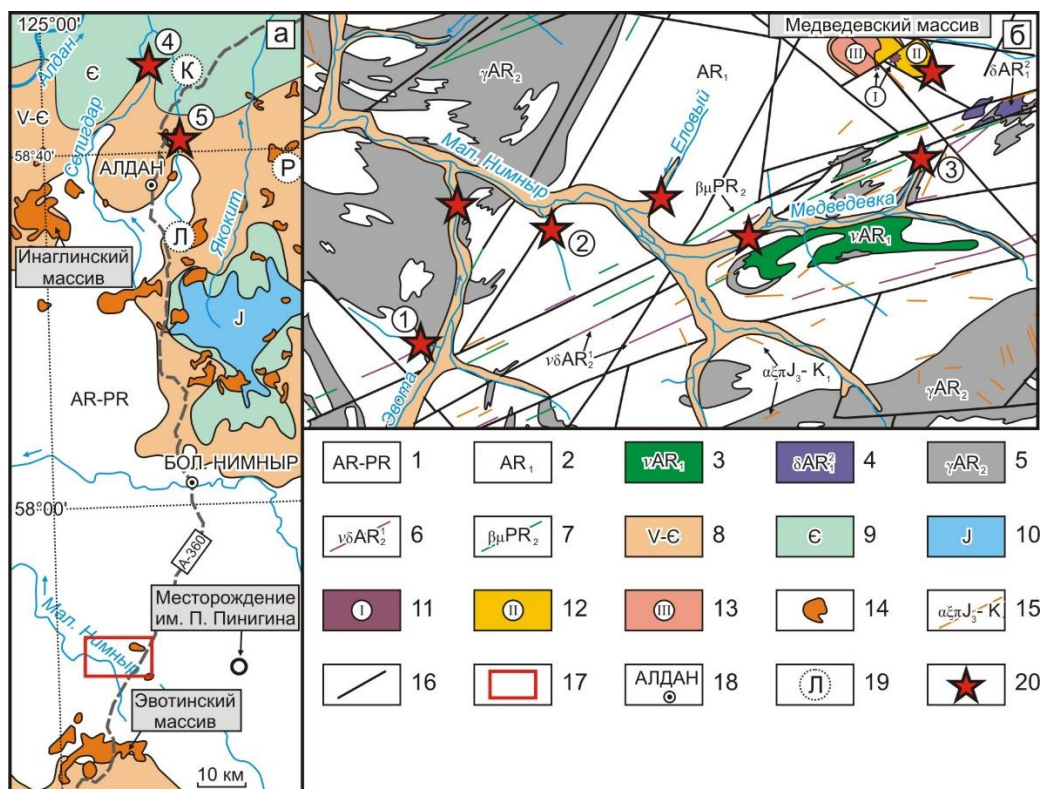 125°00'
а
4
К
Алдан
Є
5
V-Є
Селигдар
58°40'
АЛДАН
Р
Якокит
Л
Инаглинский
массив
J
AR-PR
БОЛ. НИМНЫР
58°00'
А-360
Месторождение
им. П. Пинигина
Мал. Нимныр
Эвотинский
массив
10 км
Медведевский массив
б
III
II
I
γAR₂
AR₁
δAR₁²
Еловый
Мал. Нимныр
3
βμPR₂
Медведевка
νAR₁
2
1
νδAR₂¹
Эвота
αξπJ₃-K₁
γAR₂
AR-PR 1
AR₁ 2
νAR₁ 3
δAR₁² 4
γAR₂ 5
νδAR₂¹ 6
βμPR₂ 7
V-Є 8
Є 9
J 10
I 11
II 12
III 13
14
αξπJ₃-K₁ 15
16
17
АЛДАН 18
Л 19
20